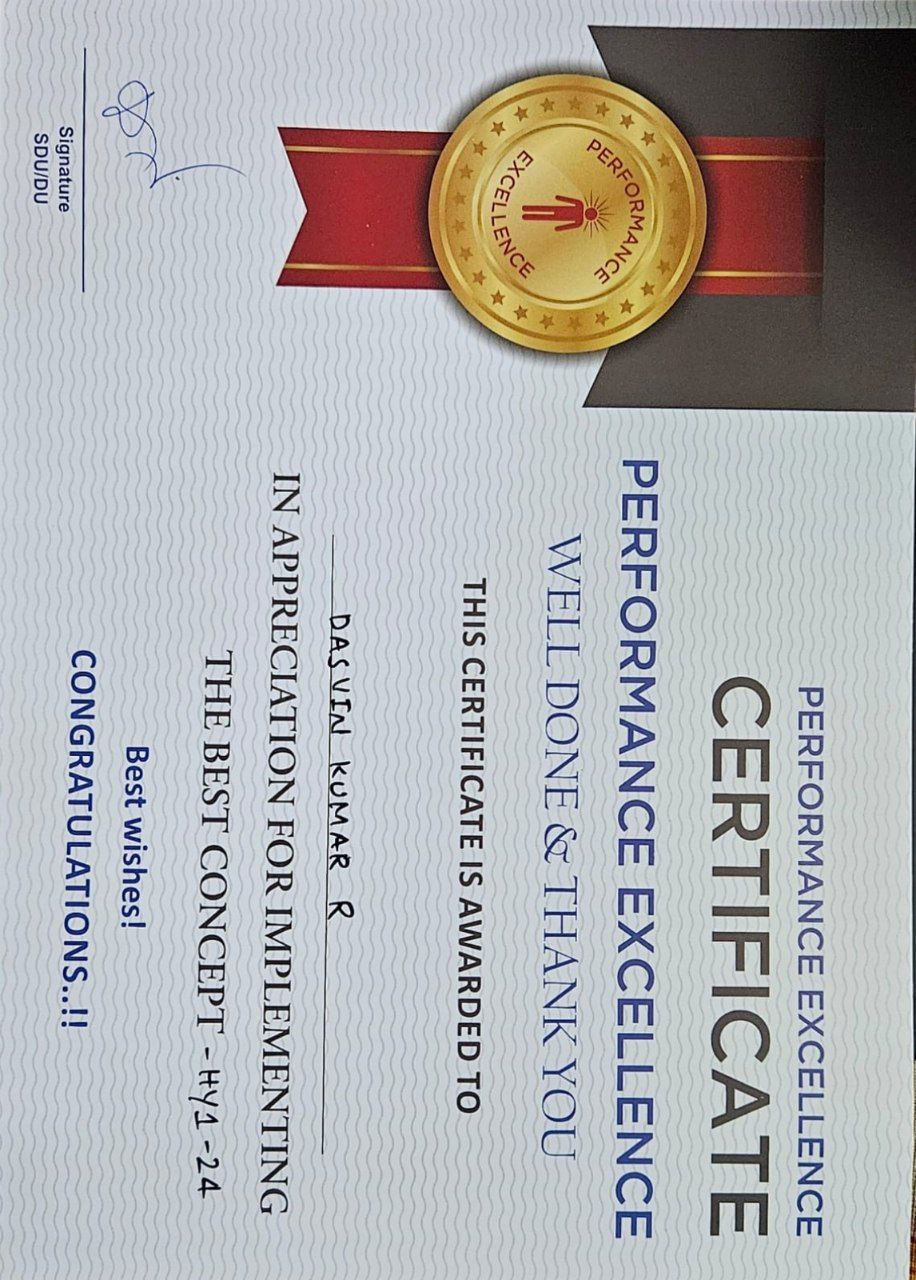 PERFORMANCE EXCELLENCE
CERTIFICATE
PERFORMANCE EXCELLENCE
WELL DONE & THANK YOU
THIS CERTIFICATE IS AWARDED TO
DASVIN KUMAR R
IN APPRECIATION FOR IMPLEMENTING
THE BEST CONCEPT - HY1 -24
Best wishes!
CONGRATULATIONS..!!
PERFORMANCE
EXCELLENCE
Signature
SDU/DU